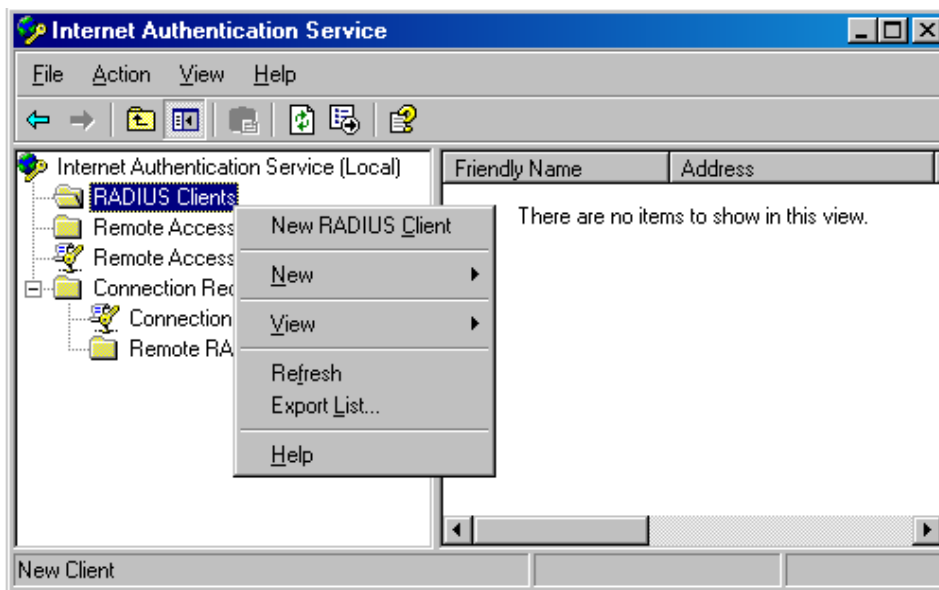 Internet Authentication Service
File Action View Help
Internet Authentication Service (Local)
RADIUS Clients
Remote Access
Remote Access
Connection Rec
Connection
Remote RA
New RADIUS Client
New
View
Refresh
Export List...
Help
Friendly Name Address
There are no items to show in this view.
New Client